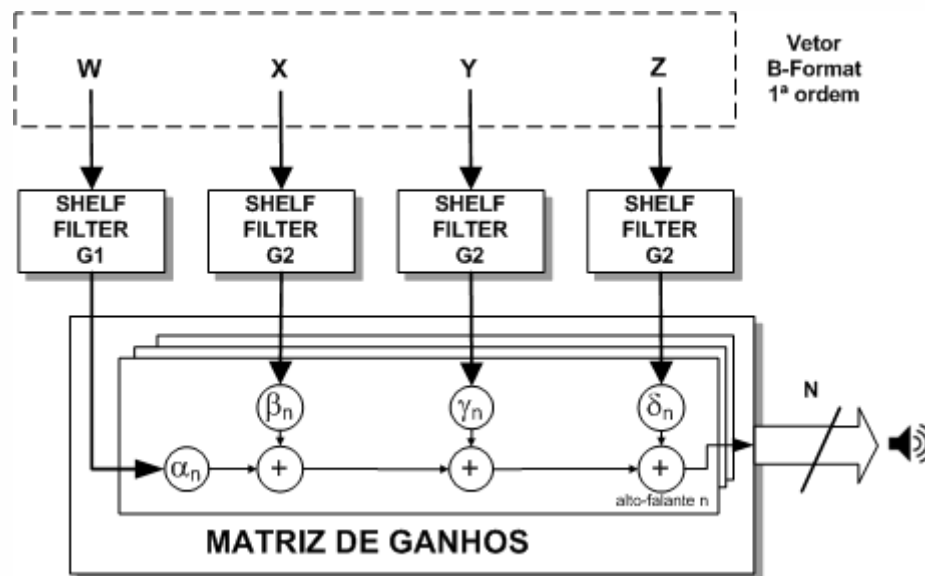 W X Y Z
Vetor
B-Format
1ª ordem
SHELF
FILTER
G1
SHELF
FILTER
G2
SHELF
FILTER
G2
SHELF
FILTER
G2
βn
γn
δn
N
αn
+
+
+
alto-falante n
MATRIZ DE GANHOS